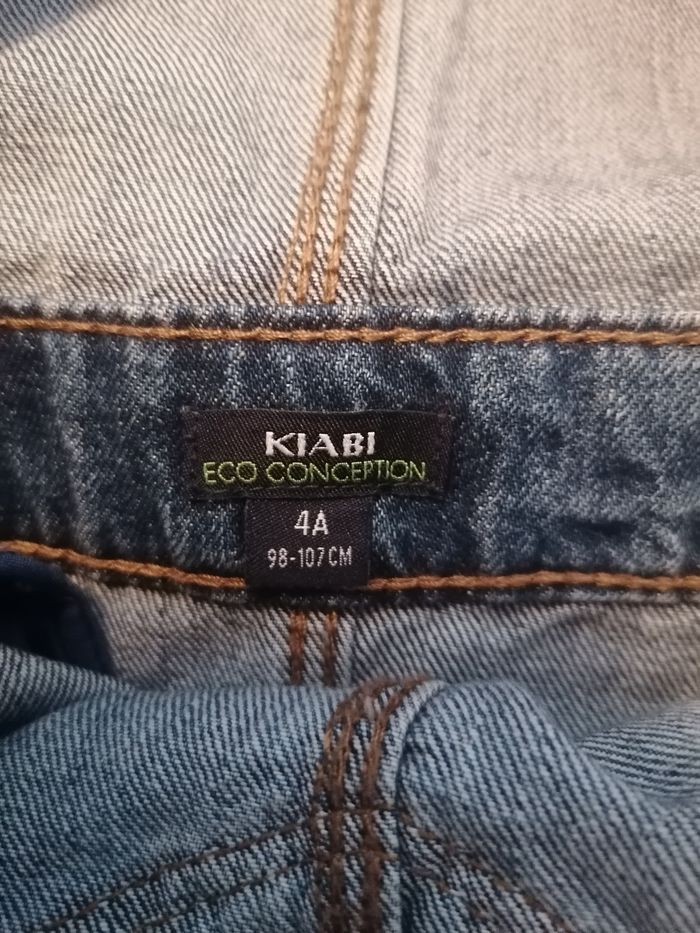 KIABI
ECO CONCEPTION
4A
98-107CM